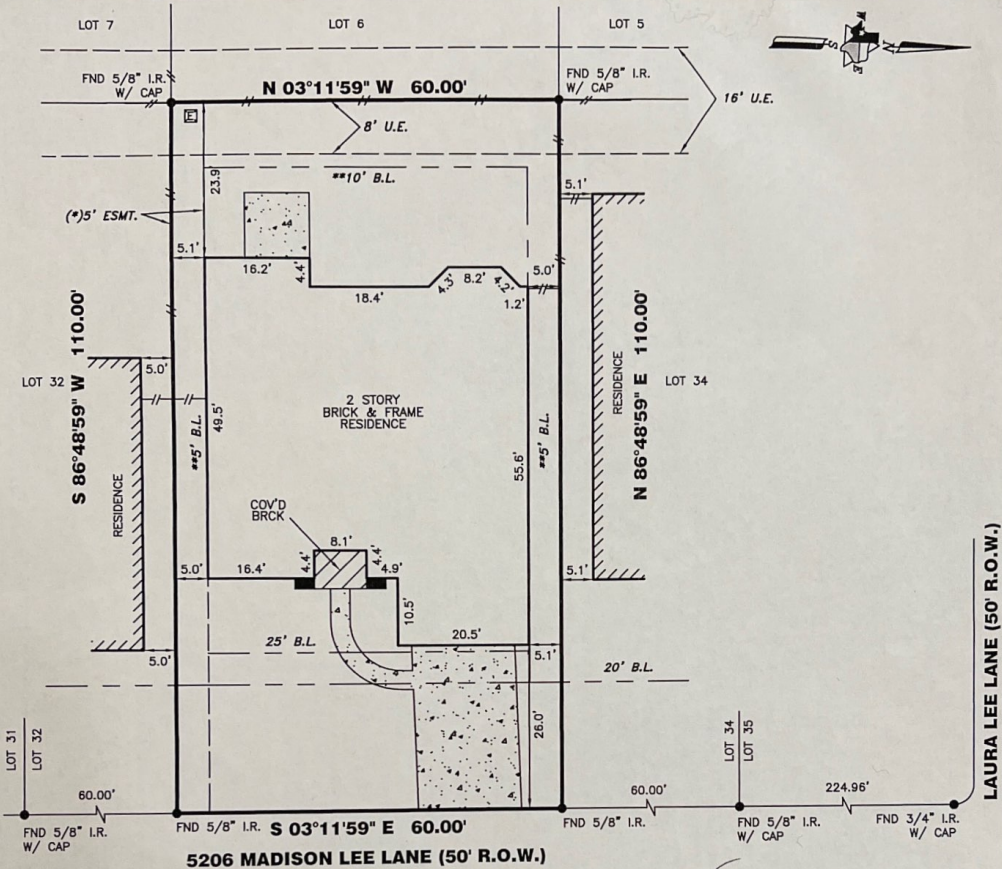 LOT 7
LOT 6
LOT 5
S
N
W
E
FND 5/8" I.R.
W/ CAP
N 03°11'59" W 60.00'
FND 5/8" I.R.
W/ CAP
16' U.E.
E
8' U.E.
**10' B.L.
23.9
5.1'
(*)5' ESMT.
5.1'
16.2'
4.4'
18.4'
4.3'
8.2'
4.2'
1.2'
5.0'
S 86°48'59" W 110.00'
N 86°48'59" E 110.00'
LOT 32
5.0'
RESIDENCE
LOT 34
**5' B.L.
49.5'
2 STORY
BRICK & FRAME
RESIDENCE
55.6'
**5' B.L.
RESIDENCE
COV'D
BRCK
8.1'
4.4'
4.4'
4.9'
5.0'
16.4'
5.1'
10.5'
25' B.L.
20.5'
5.1'
5.0'
20' B.L.
26.0'
LOT 31
LOT 32
LOT 34
LOT 35
LAURA LEE LANE (50' R.O.W.)
60.00'
60.00'
224.96'
FND 5/8" I.R.
W/ CAP
FND 5/8" I.R.
S 03°11'59" E 60.00'
FND 5/8" I.R.
FND 5/8" I.R.
W/ CAP
FND 3/4" I.R.
W/ CAP
5206 MADISON LEE LANE (50' R.O.W.)